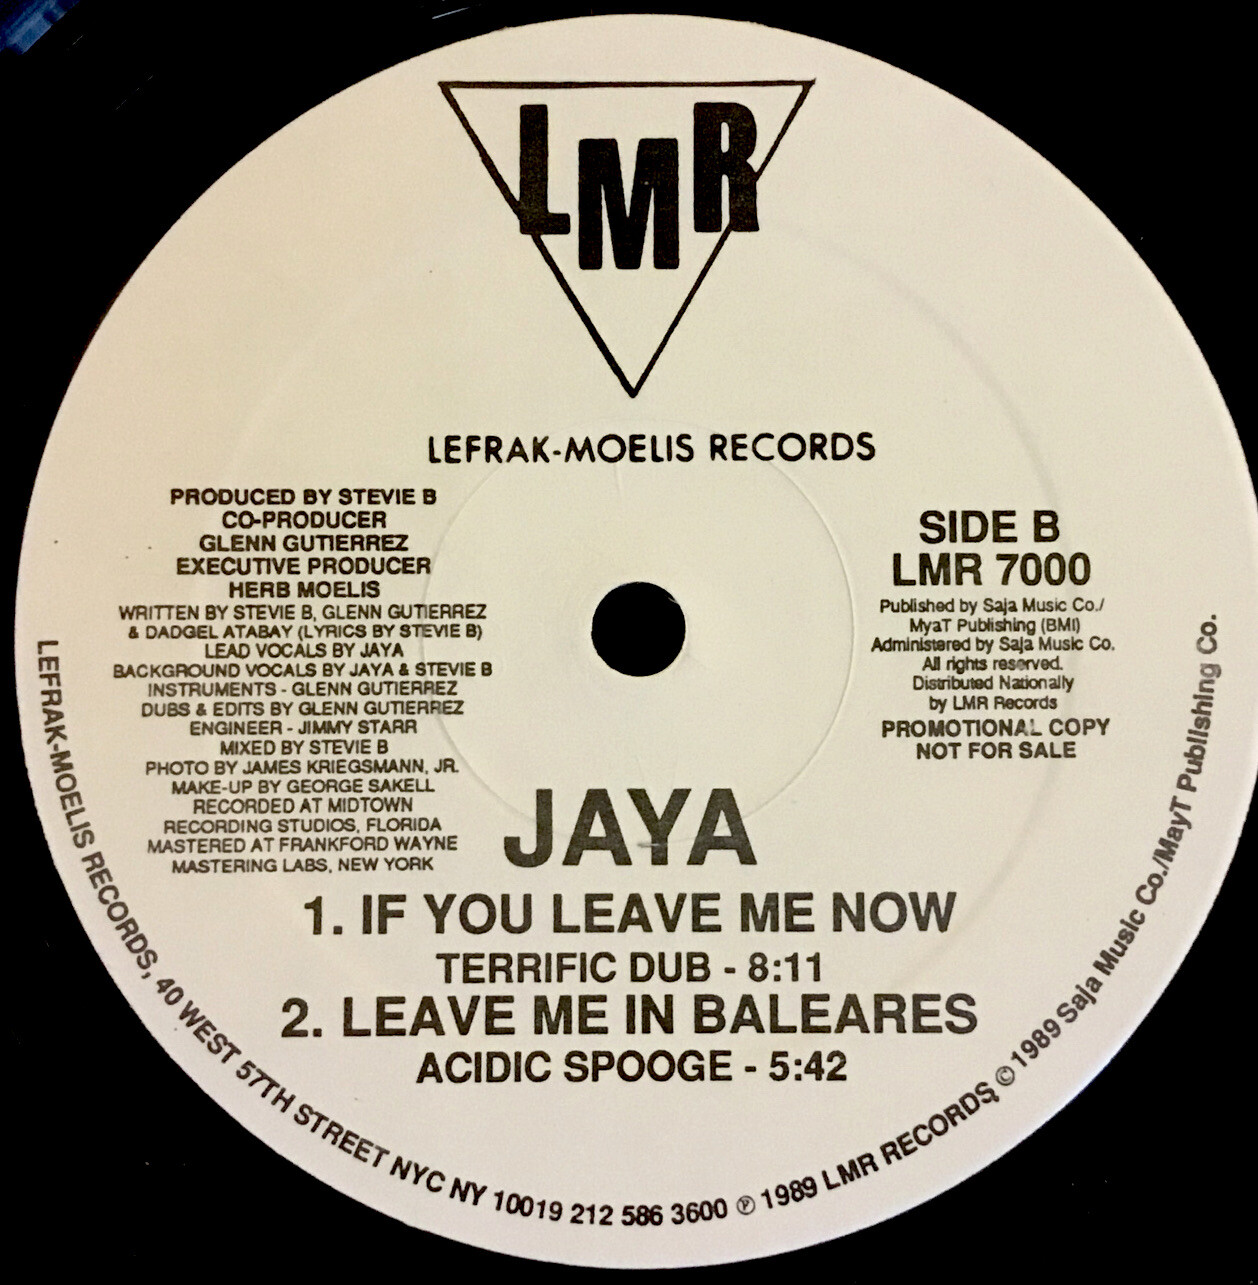 LMR
LEFRAK-MOELIS RECORDS
PRODUCED BY STEVIE B
CO-PRODUCER
GLENN GUTIERREZ
EXECUTIVE PRODUCER
HERB MOELIS
WRITTEN BY STEVIE B, GLENN GUTIERREZ
& DADGEL ATABAY (LYRICS BY STEVIE B)
LEAD VOCALS BY JAYA
BACKGROUND VOCALS BY JAYA & STEVIE B
INSTRUMENTS - GLENN GUTIERREZ
DUBS & EDITS BY GLENN GUTIERREZ
ENGINEER - JIMMY STARR
MIXED BY STEVIE B
PHOTO BY JAMES KRIEGSMANN, JR.
MAKE-UP BY GEORGE SAKELL
RECORDED AT MIDTOWN
RECORDING STUDIOS, FLORIDA
MASTERED AT FRANKFORD WAYNE
MASTERING LABS, NEW YORK
SIDE B
LMR 7000
Published by Saja Music Co./
MyaT Publishing (BMI)
Administered by Saja Music Co.
All rights reserved.
Distributed Nationally
by LMR Records
PROMOTIONAL COPY
NOT FOR SALE
JAYA
1. IF YOU LEAVE ME NOW
TERRIFIC DUB - 8:11
2. LEAVE ME IN BALEARES
ACIDIC SPOOGE - 5:42
LEFRAK-MOELIS RECORDS, 40 WEST 57TH STREET NYC NY 10019 212 586 3600 ℗ 1989 LMR RECORDS, © 1989 Saja Music Co./MayT Publishing Co.